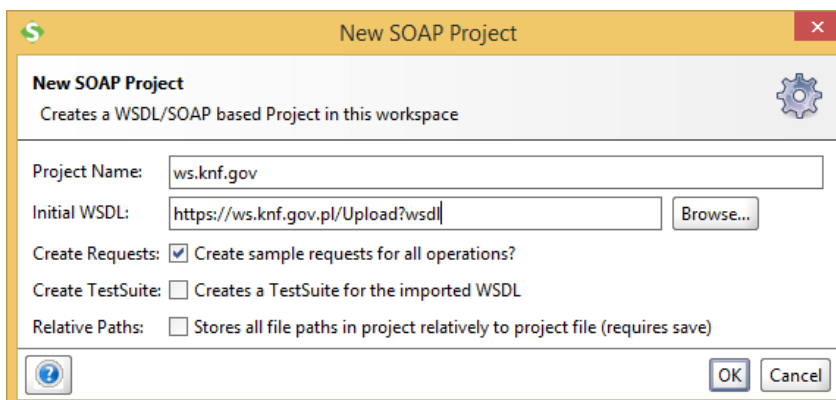 New SOAP Project
New SOAP Project
Creates a WSDL/SOAP based Project in this workspace
Project Name: ws.knf.gov
Initial WSDL: https://ws.knf.gov.pl/Upload?wsdl Browse...
Create Requests: Create sample requests for all operations?
Create TestSuite: Creates a TestSuite for the imported WSDL
Relative Paths: Stores all file paths in project relatively to project file (requires save)
OK Cancel